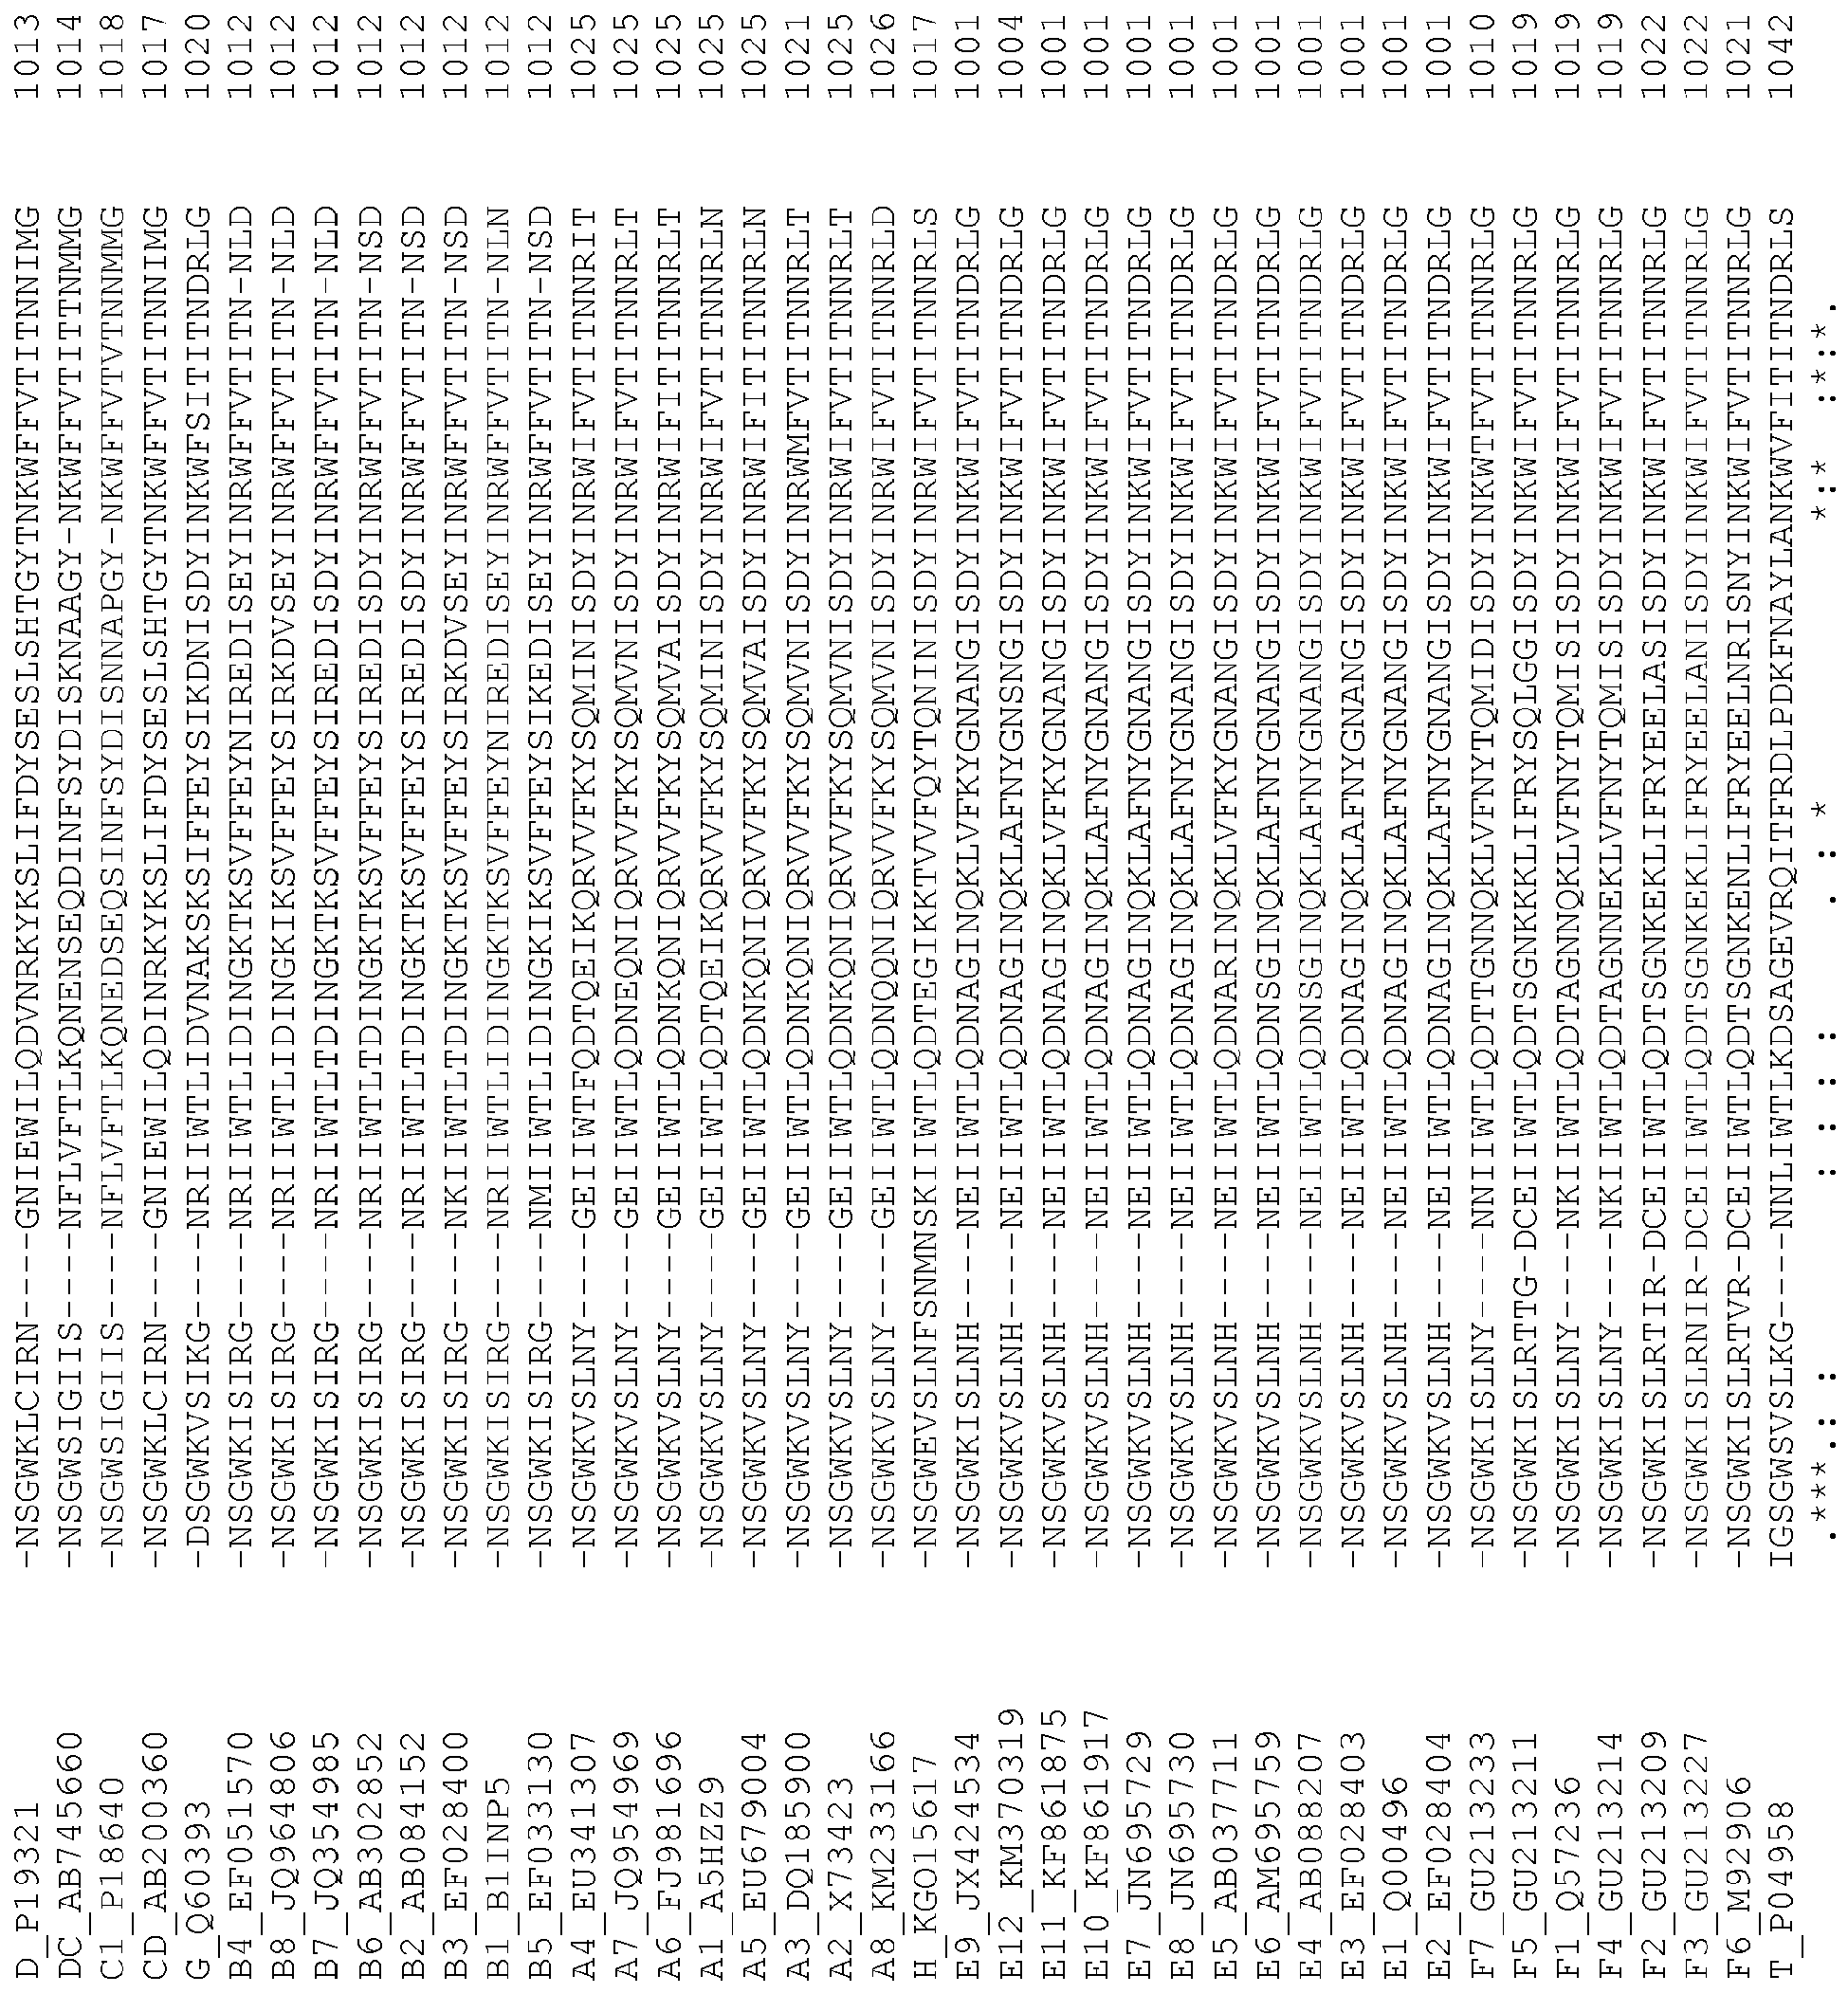 D_P19321 -NSGWKLCIRN----GNIEWILQDVNRKYKSLIFDYSESLSHTGYTNKWFFVTITNNIMG 1013
DC_AB745660 -NSGWSIGIIS----NFLVFTLKQNENSEQDINFSYDISKNAAGY-NKWFFVTITTNMMG 1014
C1_P18640 -NSGWSIGIIS----NFLVFTLKQNEDSEQSINFSYDISNNAPGY-NKWFFVTVTNNMMG 1018
CD_AB200360 -NSGWKLCIRN----GNIEWILQDINRKYKSLIFDYSESLSHTGYTNKWFFVTITNNIMG 1017
G_Q60393 -DSGWKVSIKG----NRIIWTLIDVNAKSKSIFFEYSIKDNISDYINKWFSITITNDRLG 1020
B4_EF051570 -NSGWKISIRG----NRIIWTLIDINGKTKSVFFEYNIREDISEYINRWFFVTITN-NLD 1012
B8_JQ964806 -NSGWKISIRG----NRIIWTLIDINGKIKSVFFEYSIRKDVSEYINRWFFVTITN-NLD 1012
B7_JQ354985 -NSGWKISIRG----NRIIWTLTDINGKTKSVFFEYSIREDISDYINRWFFVTITN-NLD 1012
B6_AB302852 -NSGWKISIRG----NRIIWTLTDINGKTKSVFFEYSIREDISDYINRWFFVTITN-NSD 1012
B2_AB084152 -NSGWKISIRG----NRIIWTLTDINGKTKSVFFEYSIREDISDYINRWFFVTITN-NSD 1012
B3_EF028400 -NSGWKISIRG----NKIIWTLTDINGKTKSVFFEYSIRKDVSEYINRWFFVTITN-NSD 1012
B1_B1INP5 -NSGWKISIRG----NRIIWTLIDINGKTKSVFFEYNIREDISEYINRWFFVTITN-NLN 1012
B5_EF033130 -NSGWKISIRG----NMIIWTLIDINGKIKSVFFEYSIKEDISEYINRWFFVTITN-NSD 1012
A4_EU341307 -NSGWKVSLNY----GEIIWTFQDTQEIKQRVVFKYSQMINISDYINRWIFVTITNNRIT 1025
A7_JQ954969 -NSGWKVSLNY----GEIIWTLQDNEQNIQRVVFKYSQMVNISDYINRWIFVTITNNRLT 1025
A6_FJ981696 -NSGWKVSLNY----GEIIWTLQDNKQNIQRVVFKYSQMVAISDYINRWIFITITNNRLT 1025
A1_A5HZZ9 -NSGWKVSLNY----GEIIWTLQDTQEIKQRVVFKYSQMINISDYINRWIFVTITNNRLN 1025
A5_EU679004 -NSGWKVSLNY----GEIIWTLQDNKQNIQRVVFKYSQMVAISDYINRWIFITITNNRLN 1025
A3_DQ185900 -NSGWKVSLNY----GEIIWTLQDNKQNIQRVVFKYSQMVNISDYINRWMFVTITNNRLT 1021
A2_X73423 -NSGWKVSLNY----GEIIWTLQDNKQNIQRVVFKYSQMVNISDYINRWIFVTITNNRLT 1025
A8_KM233166 -NSGWKVSLNY----GEIIWTLQDNQQNIQRVVFKYSQMVNISDYINRWIFVTITNNRLD 1026
H_KGO15617 -NSGWEVSLNFSNMNSKIIWTLQDTEGIKKTVVFQYTQNINISDYINRWIFVTITNNRLS 1017
E9_JX424534 -NSGWKISLNH----NEIIWTLQDNAGINQKLVFKYGNANGISDYINKWIFVTITNDRLG 1001
E12_KM370319 -NSGWKVSLNH----NEIIWTLQDNAGINQKLAFNYGNSNGISDYINKWIFVTITNDRLG 1004
E11_KF861875 -NSGWKVSLNH----NEIIWTLQDNAGINQKLVFKYGNANGISDYINKWIFVTITNDRLG 1001
E10_KF861917 -NSGWKVSLNH----NEIIWTLQDNAGINQKLAFNYGNANGISDYINKWIFVTITNDRLG 1001
E7_JN695729 -NSGWKVSLNH----NEIIWTLQDNAGINQKLAFNYGNANGISDYINKWIFVTITNDRLG 1001
E8_JN695730 -NSGWKVSLNH----NEIIWTLQDNAGINQKLAFNYGNANGISDYINKWIFVTITNDRLG 1001
E5_AB037711 -NSGWKVSLNH----NEIIWTLQDNARINQKLVFKYGNANGISDYINKWIFVTITNDRLG 1001
E6_AM695759 -NSGWKVSLNH----NEIIWTLQDNSGINQKLAFNYGNANGISDYINKWIFVTITNDRLG 1001
E4_AB088207 -NSGWKVSLNH----NEIIWTLQDNSGINQKLAFNYGNANGISDYINKWIFVTITNDRLG 1001
E3_EF028403 -NSGWKVSLNH----NEIIWTLQDNAGINQKLAFNYGNANGISDYINKWIFVTITNDRLG 1001
E1_Q00496 -NSGWKVSLNH----NEIIWTLQDNAGINQKLAFNYGNANGISDYINKWIFVTITNDRLG 1001
E2_EF028404 -NSGWKVSLNH----NEIIWTLQDNAGINQKLAFNYGNANGISDYINKWIFVTITNDRLG 1001
F7_GU213233 -NSGWKISLNY----NNIIWTLQDTTGNNQKLVFNYTQMIDISDYINKWTFVTITNNRLG 1010
F5_GU213211 -NSGWKISLRTTG-DCEIIWTLQDTSGNKKKLIFRYSQLGGISDYINKWIFVTITNNRLG 1019
F1_Q57236 -NSGWKISLNY----NKIIWTLQDTAGNNQKLVFNYTQMISISDYINKWIFVTITNNRLG 1019
F4_GU213214 -NSGWKISLNY----NKIIWTLQDTAGNNEKLVFNYTQMISISDYINKWIFVTITNNRLG 1019
F2_GU213209 -NSGWKISLRTIR-DCEIIWTLQDTSGNKEKLIFRYEELASISDYINKWIFVTITNNRLG 1022
F3_GU213227 -NSGWKISLRNIR-DCEIIWTLQDTSGNKEKLIFRYEELANISDYINKWIFVTITNNRLG 1022
F6_M92906 -NSGWKISLRTVR-DCEIIWTLQDTSGNKENLIFRYEELNRISNYINKWIFVTITNNRLG 1021
T_P04958 IGSGWSVSLKG----NNLIWTLKDSAGEVRQITFRDLPDKFNAYLANKWVFITITNDRLS 1042
.***.: : : : : : . : * *:* :*:*.